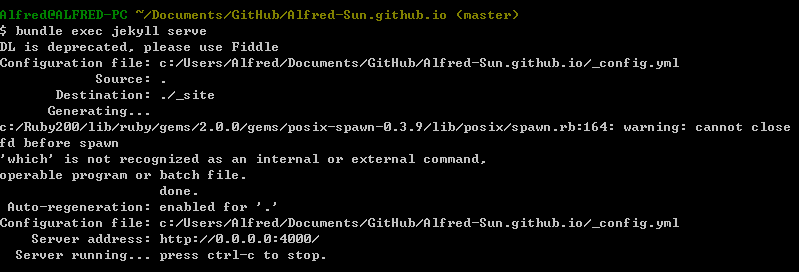 Alfred@ALFRED-PC ~/Documents/GitHub/Alfred-Sun.github.io (master)
$ bundle exec jekyll serve
DL is deprecated, please use Fiddle
Configuration file: c:/Users/Alfred/Documents/GitHub/Alfred-Sun.github.io/_config.yml
            Source: .
       Destination: ./_site
      Generating...
c:/Ruby200/lib/ruby/gems/2.0.0/gems/posix-spawn-0.3.9/lib/posix/spawn.rb:164: warning: cannot close
fd before spawn
'which' is not recognized as an internal or external command,
operable program or batch file.
                    done.
 Auto-regeneration: enabled for '.'
Configuration file: c:/Users/Alfred/Documents/GitHub/Alfred-Sun.github.io/_config.yml
    Server address: http://0.0.0.0:4000/
  Server running... press ctrl-c to stop.